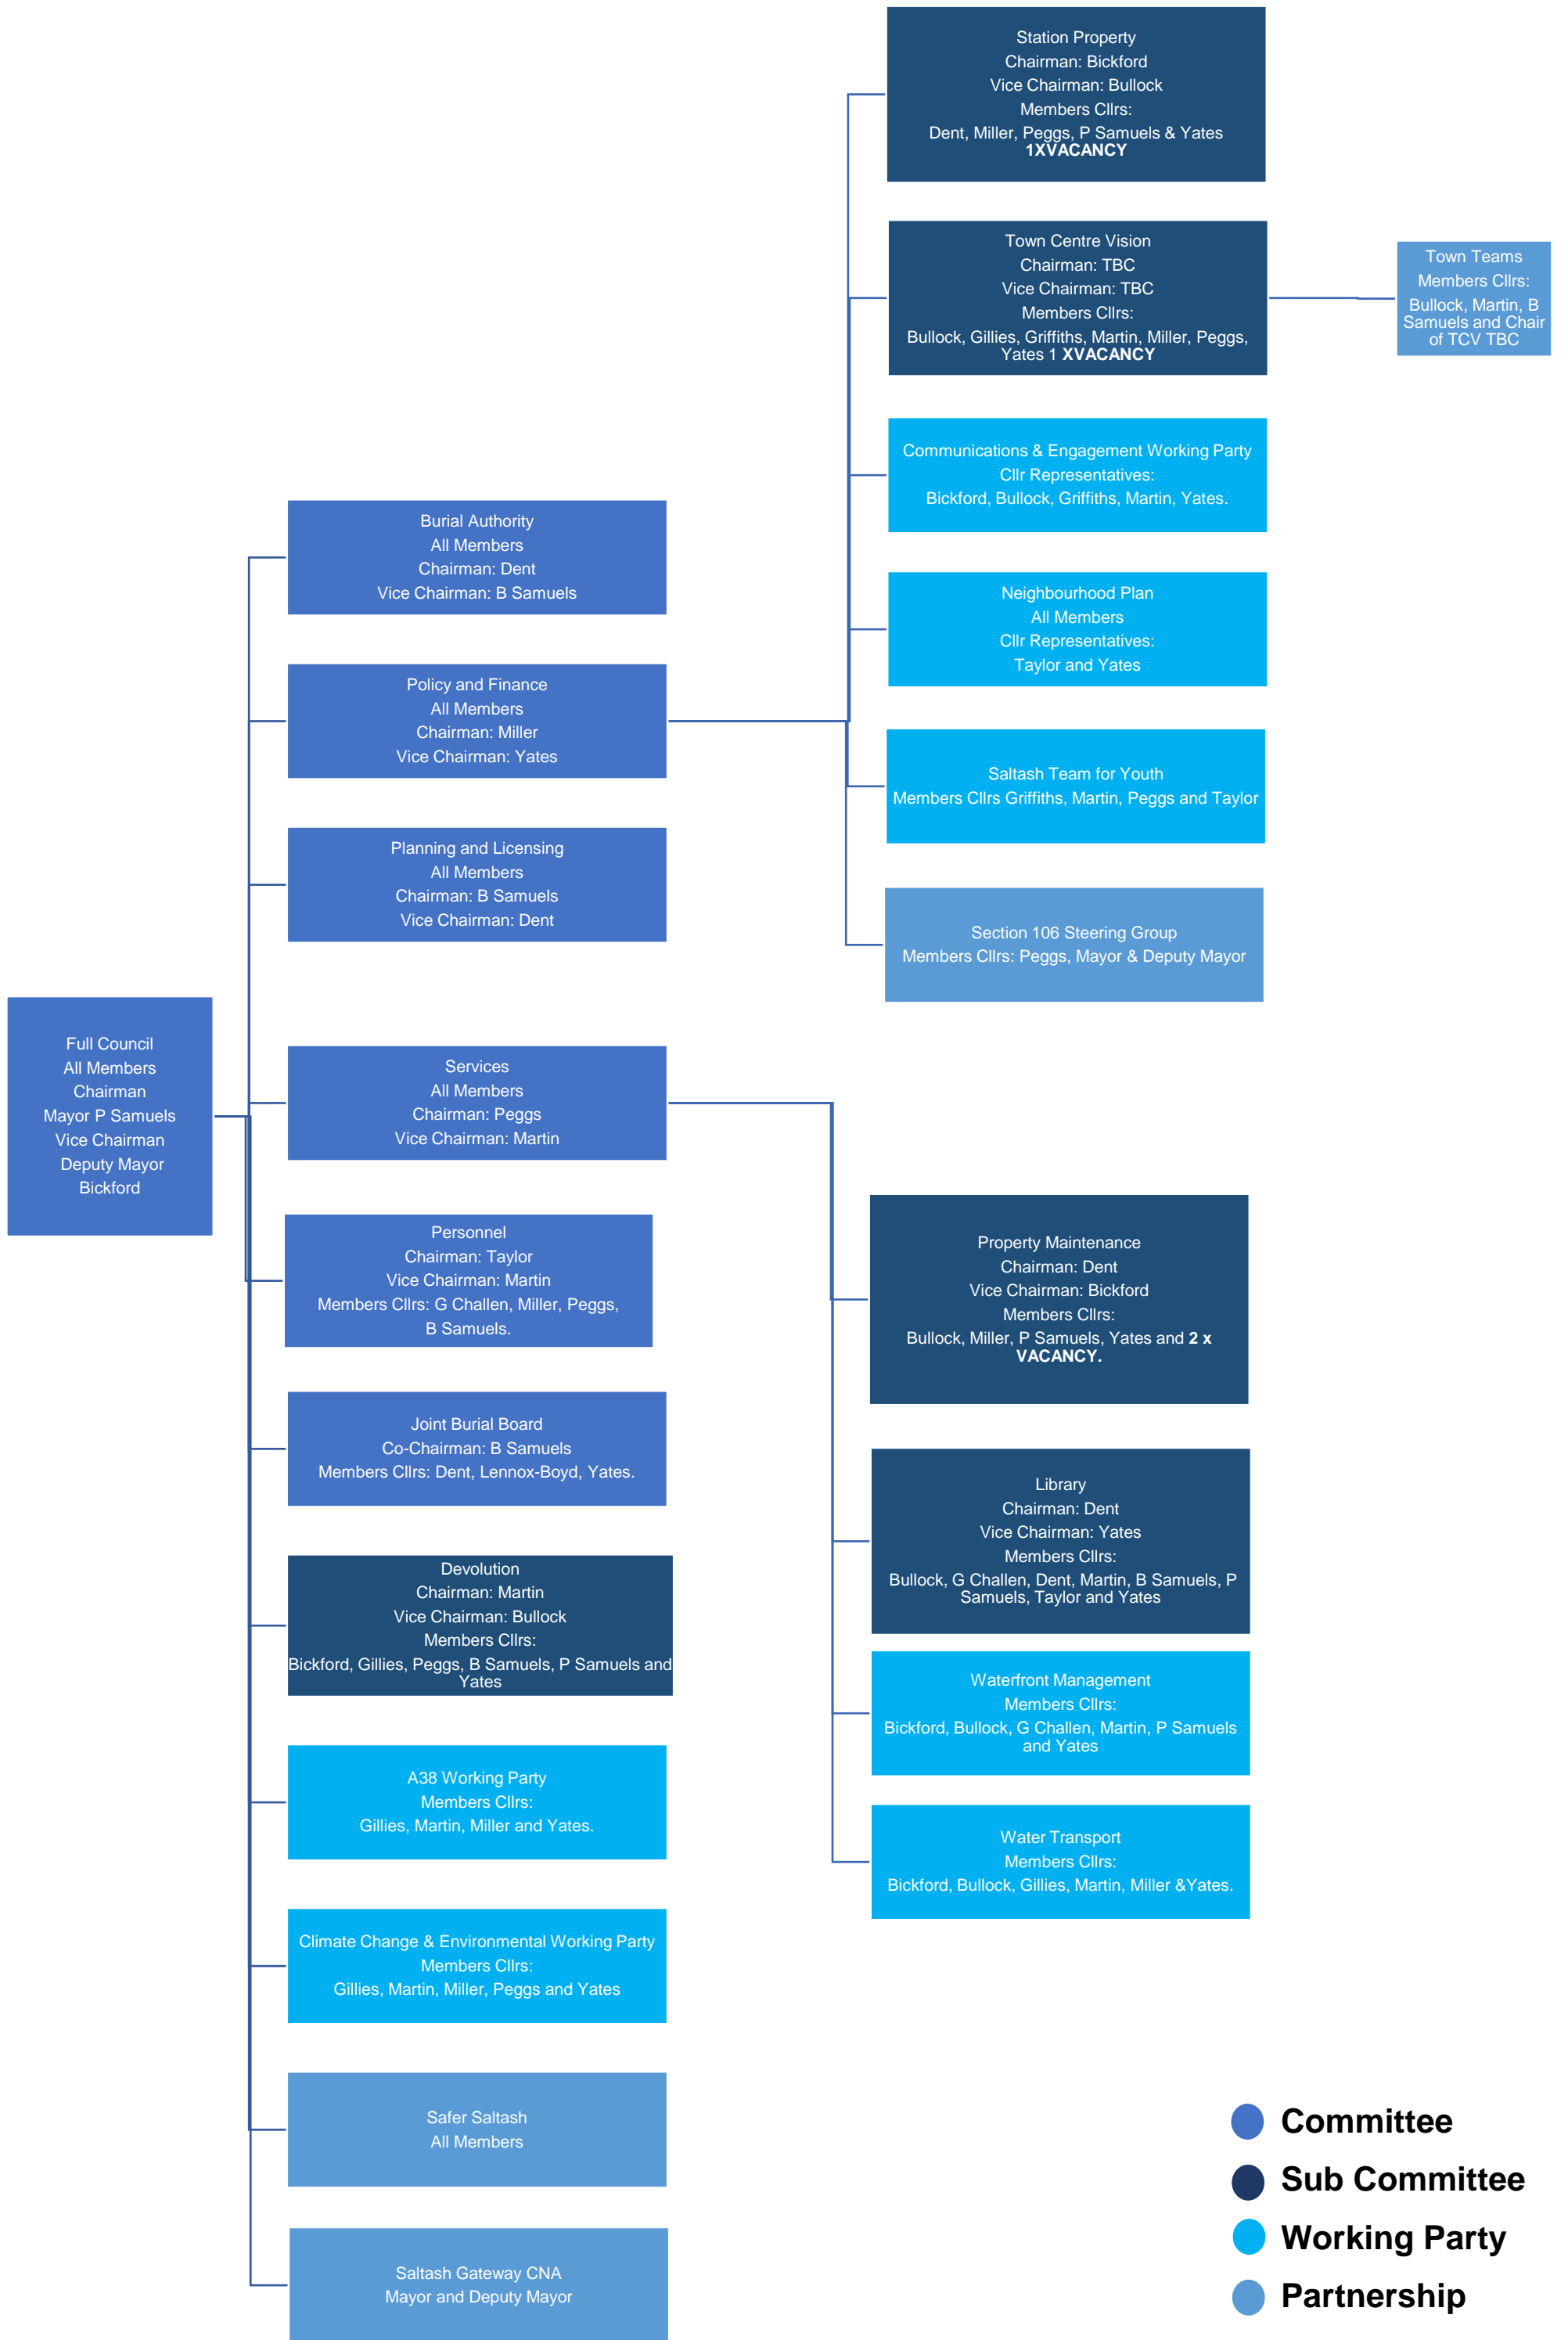 Station Property
Chairman: Bickford
Vice Chairman: Bullock
Members Cllrs:
Dent, Miller, Peggs, P Samuels & Yates
1XVACANCY
Town Centre Vision
Chairman: TBC
Vice Chairman: TBC
Members Cllrs:
Bullock, Gillies, Griffiths, Martin, Miller, Peggs,
Yates 1 XVACANCY
Town Teams
Members Cllrs:
Bullock, Martin, B
Samuels and Chair
of TCV TBC
Communications & Engagement Working Party
Cllr Representatives:
Bickford, Bullock, Griffiths, Martin, Yates.
Neighbourhood Plan
All Members
Cllr Representatives:
Taylor and Yates
Saltash Team for Youth
Members Cllrs Griffiths, Martin, Peggs and Taylor
Section 106 Steering Group
Members Cllrs: Peggs, Mayor & Deputy Mayor
Burial Authority
All Members
Chairman: Dent
Vice Chairman: B Samuels
Policy and Finance
All Members
Chairman: Miller
Vice Chairman: Yates
Planning and Licensing
All Members
Chairman: B Samuels
Vice Chairman: Dent
Full Council
All Members
Chairman
Mayor P Samuels
Vice Chairman
Deputy Mayor
Bickford
Services
All Members
Chairman: Peggs
Vice Chairman: Martin
Personnel
Chairman: Taylor
Vice Chairman: Martin
Members Cllrs: G Challen, Miller, Peggs,
B Samuels.
Joint Burial Board
Co-Chairman: B Samuels
Members Cllrs: Dent, Lennox-Boyd, Yates.
Devolution
Chairman: Martin
Vice Chairman: Bullock
Members Cllrs:
Bickford, Gillies, Peggs, B Samuels, P Samuels and
Yates
A38 Working Party
Members Cllrs:
Gillies, Martin, Miller and Yates.
Climate Change & Environmental Working Party
Members Cllrs:
Gillies, Martin, Miller, Peggs and Yates
Safer Saltash
All Members
Saltash Gateway CNA
Mayor and Deputy Mayor
Property Maintenance
Chairman: Dent
Vice Chairman: Bickford
Members Cllrs:
Bullock, Miller, P Samuels, Yates and 2 x
VACANCY.
Library
Chairman: Dent
Vice Chairman: Yates
Members Cllrs:
Bullock, G Challen, Dent, Martin, B Samuels, P
Samuels, Taylor and Yates
Waterfront Management
Members Cllrs:
Bickford, Bullock, G Challen, Martin, P Samuels
and Yates
Water Transport
Members Cllrs:
Bickford, Bullock, Gillies, Martin, Miller &Yates.
Committee
Sub Committee
Working Party
Partnership